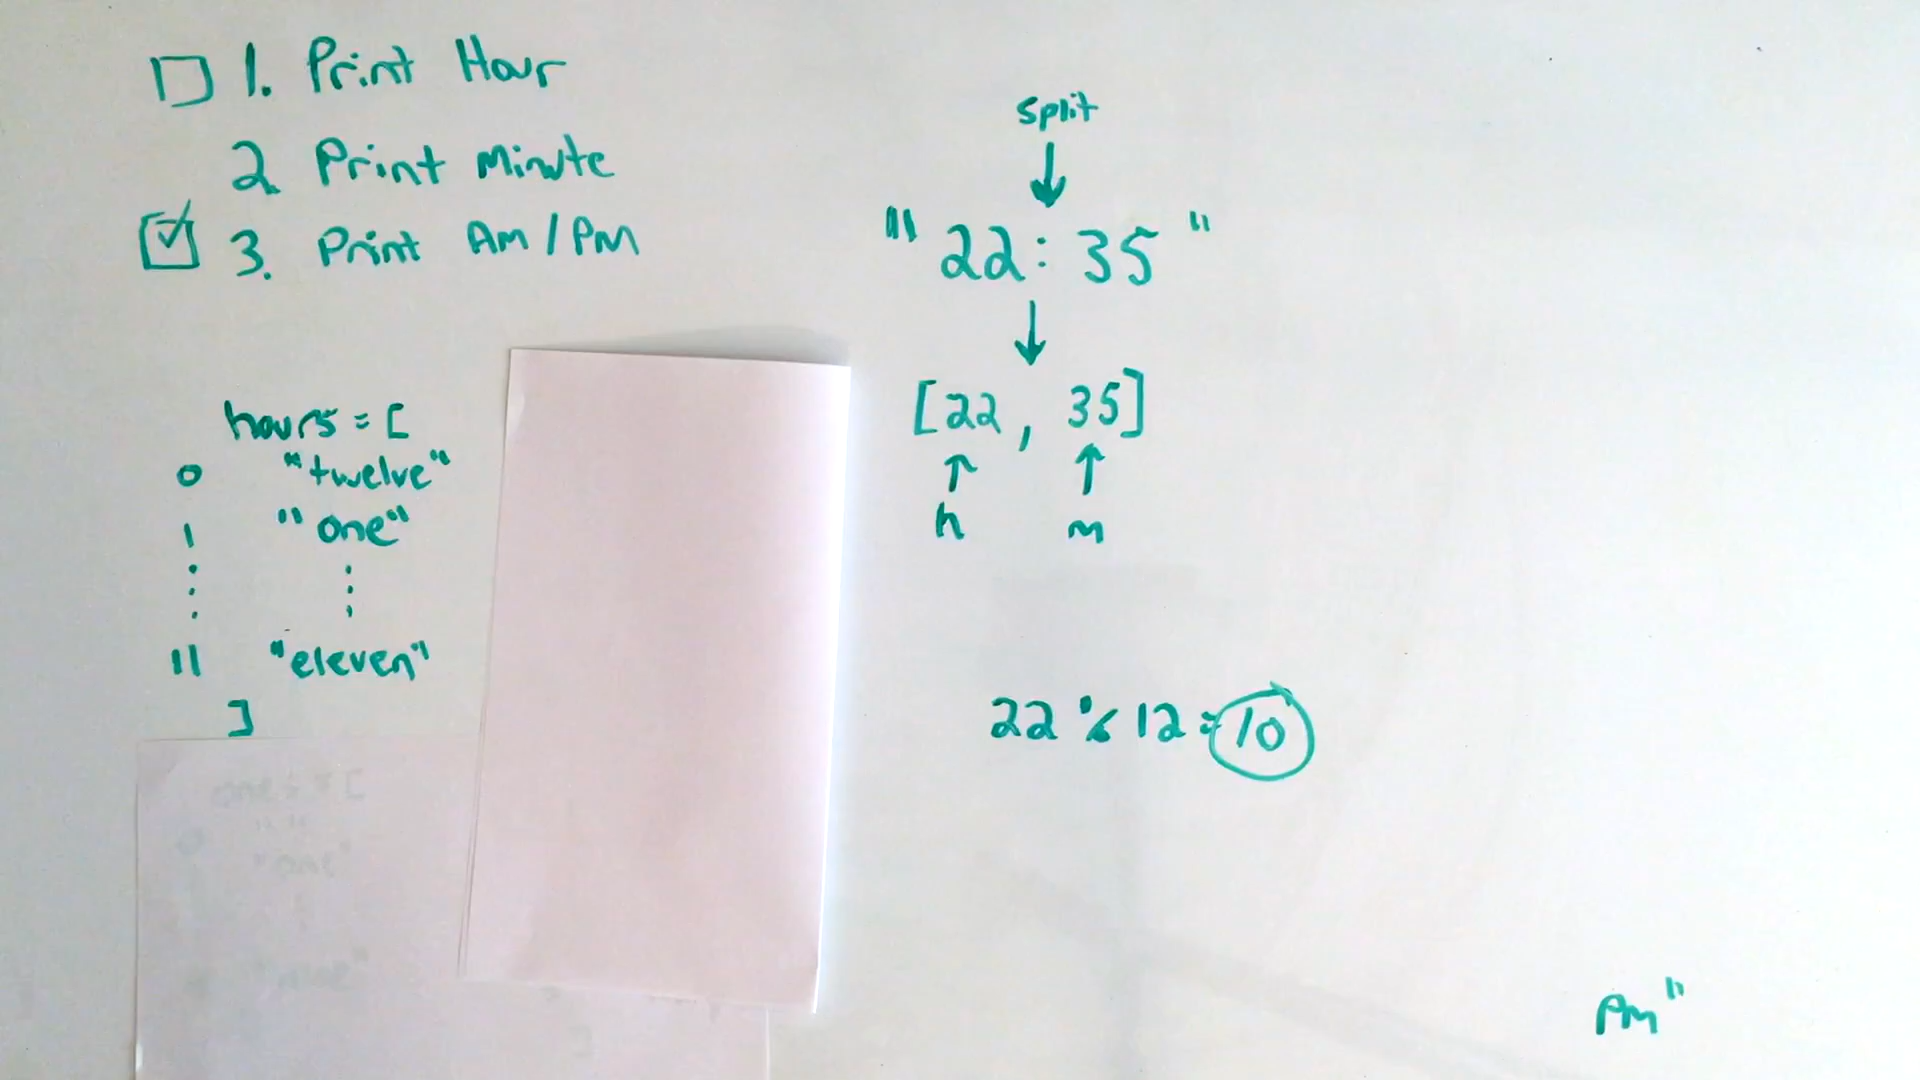 1. Print Hour
2 Print Minute
3. Print AM/PM
hours = [
0 "twelve"
1 "one"
11 "eleven"
]
split
"22:35"
[22, 35]
h m
22 % 12 = 10
PM"